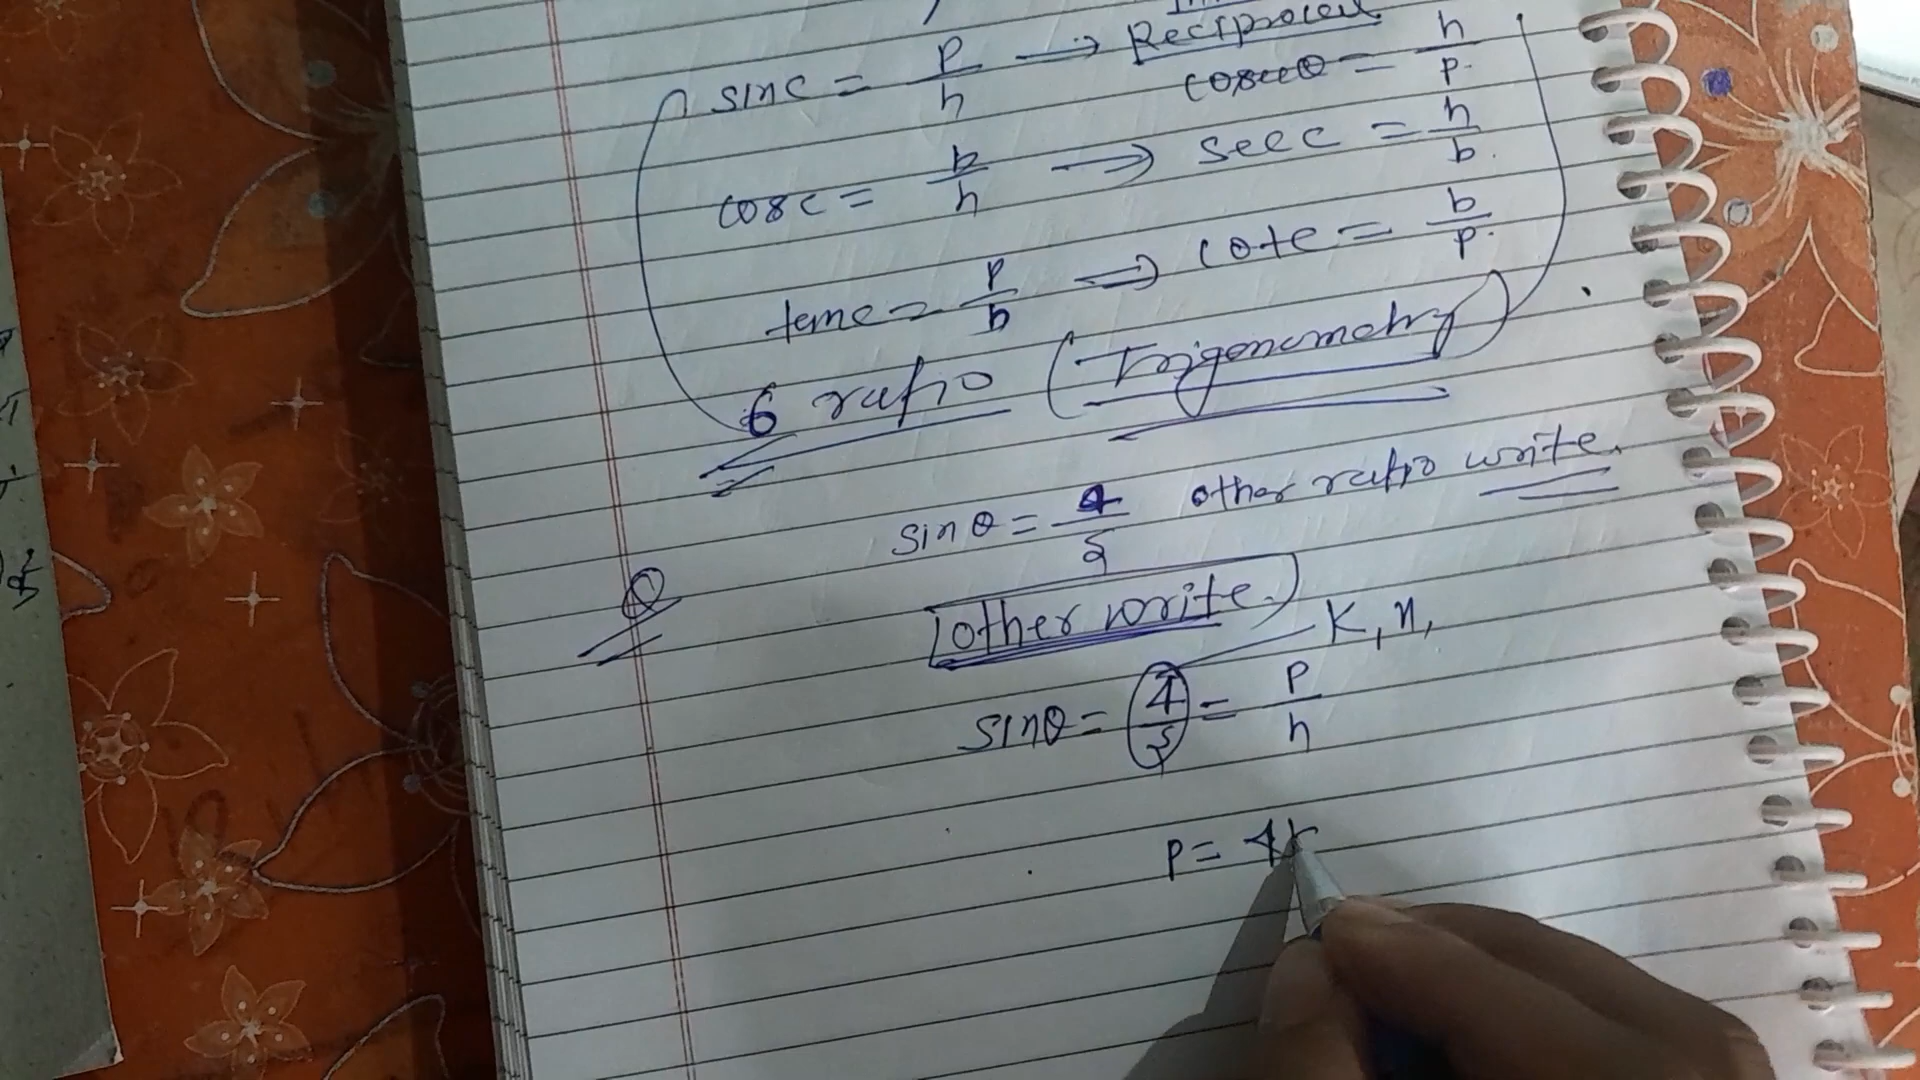 Reciprocal
sinc = p/h → cosecθ = h/p.
cosc = b/h → secc = h/b.
tanc = p/b → cotc = b/p.
6 ratio (Trigonometry)
sinθ = 4/5 other ratio write.
Q
other write.
K, x,
sinθ = 4/5 = p/h
p = 4k